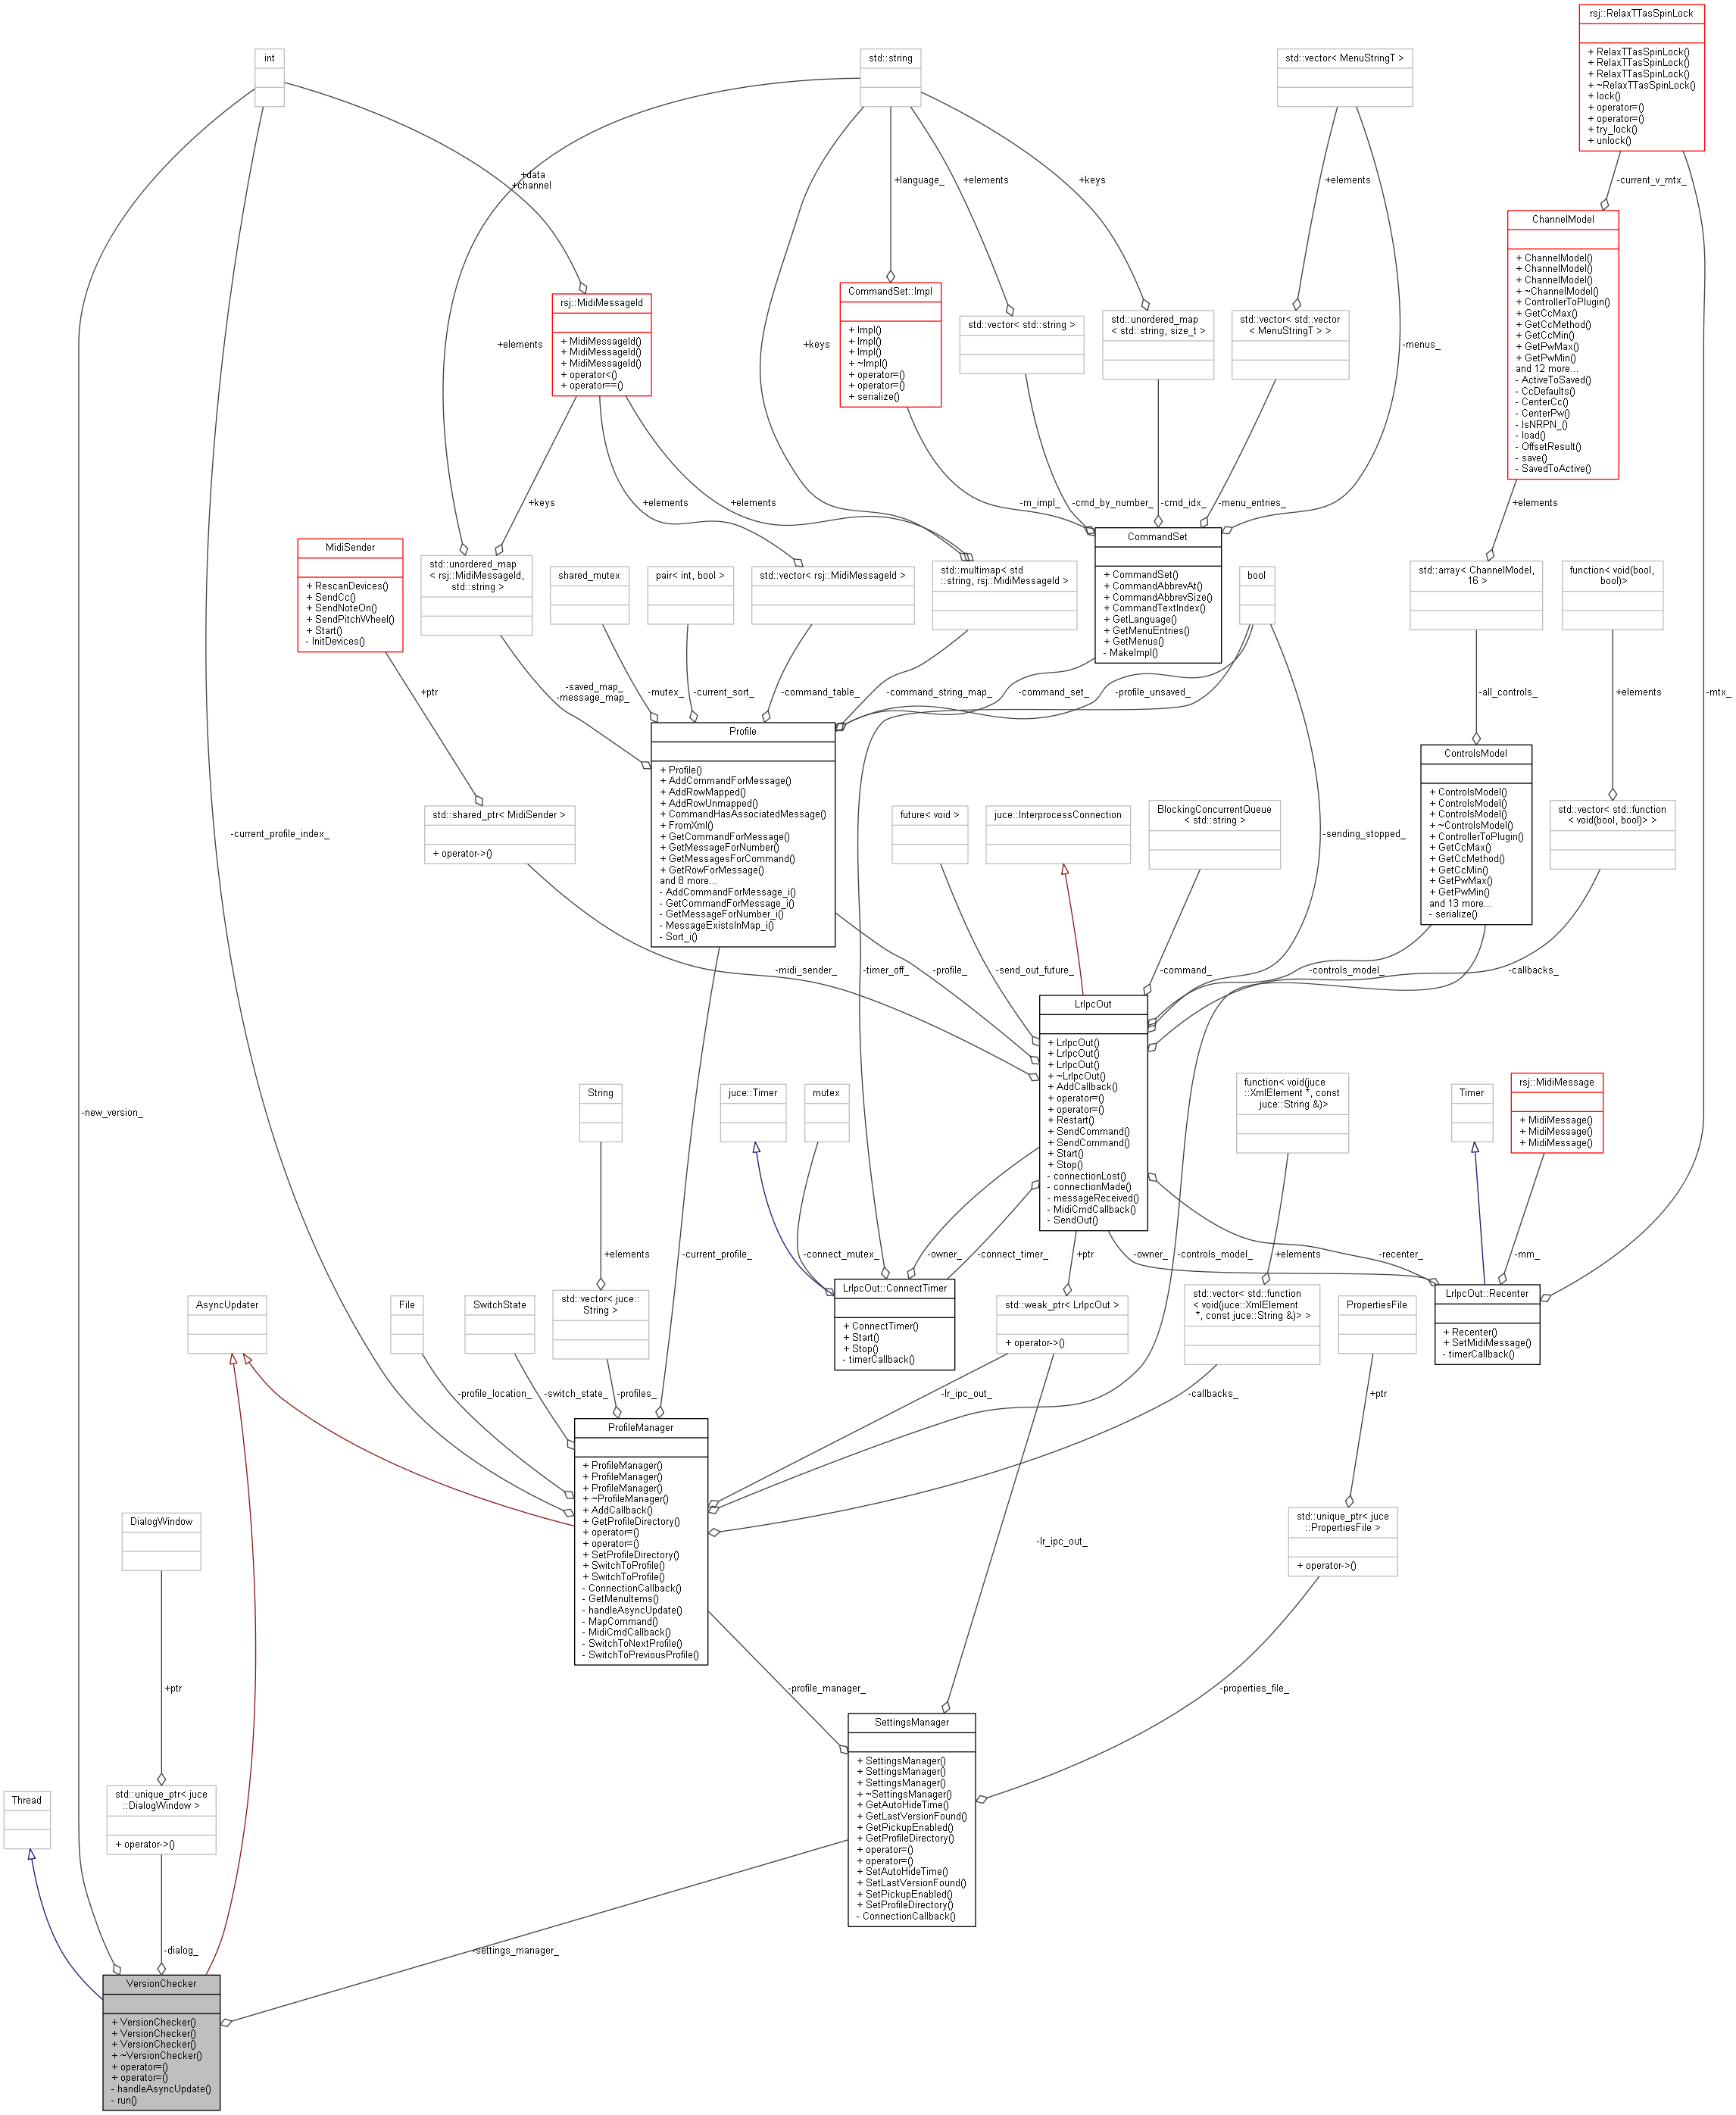 rsj::RelaxTTasSpinLock
+ RelaxTTasSpinLock()
+ RelaxTTasSpinLock()
+ RelaxTTasSpinLock()
+ ~RelaxTTasSpinLock()
+ lock()
+ operator=()
+ operator=()
+ try_lock()
+ unlock()
int
std::string
std::vector< MenuStringT >
+data
+channel
+language_
+elements
+keys
+elements
-current_v_mtx_
ChannelModel
+ ChannelModel()
+ ChannelModel()
+ ChannelModel()
+ ~ChannelModel()
+ ControllerToPlugin()
+ GetCcMax()
+ GetCcMethod()
+ GetCcMin()
+ GetPwMax()
+ GetPwMin()
and 12 more...
- ActiveToSaved()
- CcDefaults()
- CenterCc()
- CenterPw()
- IsNRPN_()
- load()
- OffsetResult()
- save()
- SavedToActive()
rsj::MidiMessageId
+ MidiMessageId()
+ MidiMessageId()
+ MidiMessageId()
+ operator<()
+ operator==()
CommandSet::Impl
+ Impl()
+ Impl()
+ Impl()
+ ~Impl()
+ operator=()
+ operator=()
+ serialize()
std::vector< std::string >
std::unordered_map
< std::string, size_t >
std::vector< std::vector
< MenuStringT > >
+elements
+keys
-menus_
+keys
+elements
+elements
-m_impl_
-cmd_by_number_
-cmd_idx_
-menu_entries_
+elements
MidiSender
+ RescanDevices()
+ SendCc()
+ SendNoteOn()
+ SendPitchWheel()
+ Start()
- InitDevices()
std::unordered_map
< rsj::MidiMessageId,
std::string >
shared_mutex
pair< int, bool >
std::vector< rsj::MidiMessageId >
std::multimap< std
::string, rsj::MidiMessageId >
CommandSet
+ CommandSet()
+ CommandAbbrevAt()
+ CommandAbbrevSize()
+ CommandTextIndex()
+ GetLanguage()
+ GetMenuEntries()
+ GetMenus()
- MakeImpl()
bool
std::array< ChannelModel,
16 >
function< void(bool,
bool)>
+ptr
-saved_map_
-message_map_
-mutex_
-current_sort_
-command_table_
-command_string_map_
-command_set_
-profile_unsaved_
-all_controls_
+elements
-mtx_
Profile
+ Profile()
+ AddCommandForMessage()
+ AddRowMapped()
+ AddRowUnmapped()
+ CommandHasAssociatedMessage()
+ FromXml()
+ GetCommandForMessage()
+ GetMessageForNumber()
+ GetMessagesForCommand()
+ GetRowForMessage()
and 8 more...
- AddCommandForMessage_i()
- GetCommandForMessage_i()
- GetMessageForNumber_i()
- MessageExistsInMap_i()
- Sort_i()
ControlsModel
+ ControlsModel()
+ ControlsModel()
+ ControlsModel()
+ ~ControlsModel()
+ ControllerToPlugin()
+ GetCcMax()
+ GetCcMethod()
+ GetCcMin()
+ GetPwMax()
+ GetPwMin()
and 13 more...
- serialize()
std::shared_ptr< MidiSender >
+ operator->()
future< void >
juce::InterprocessConnection
BlockingConcurrentQueue
< std::string >
std::vector< std::function
< void(bool, bool)> >
-current_profile_index_
-sending_stopped_
-midi_sender_
-timer_off_
-profile_
-send_out_future_
-command_
-controls_model_
-callbacks_
LrIpcOut
+ LrIpcOut()
+ LrIpcOut()
+ LrIpcOut()
+ ~LrIpcOut()
+ AddCallback()
+ operator=()
+ operator=()
+ Restart()
+ SendCommand()
+ SendCommand()
+ Start()
+ Stop()
- connectionLost()
- connectionMade()
- messageReceived()
- MidiCmdCallback()
- SendOut()
String
juce::Timer
mutex
function< void(juce
::XmlElement *, const
juce::String &)>
Timer
rsj::MidiMessage
+ MidiMessage()
+ MidiMessage()
+ MidiMessage()
-new_version_
+elements
-current_profile_
-connect_mutex_
-owner_
-connect_timer_
+ptr
-owner_
-controls_model_
+elements
-recenter_
-mm_
AsyncUpdater
File
SwitchState
std::vector< juce::
String >
LrIpcOut::ConnectTimer
+ ConnectTimer()
+ Start()
+ Stop()
- timerCallback()
std::weak_ptr< LrIpcOut >
+ operator->()
std::vector< std::function
< void(juce::XmlElement
*, const juce::String &)> >
PropertiesFile
LrIpcOut::Recenter
+ Recenter()
+ SetMidiMessage()
- timerCallback()
-profile_location_
-switch_state_
-profiles_
-lr_ipc_out_
-callbacks_
+ptr
ProfileManager
+ ProfileManager()
+ ProfileManager()
+ ProfileManager()
+ ~ProfileManager()
+ AddCallback()
+ GetProfileDirectory()
+ operator=()
+ operator=()
+ SetProfileDirectory()
+ SwitchToProfile()
+ SwitchToProfile()
- ConnectionCallback()
- GetMenuItems()
- handleAsyncUpdate()
- MapCommand()
- MidiCmdCallback()
- SwitchToNextProfile()
- SwitchToPreviousProfile()
DialogWindow
std::unique_ptr< juce
::PropertiesFile >
+ operator->()
-lr_ipc_out_
+ptr
-profile_manager_
-properties_file_
SettingsManager
+ SettingsManager()
+ SettingsManager()
+ SettingsManager()
+ ~SettingsManager()
+ GetAutoHideTime()
+ GetLastVersionFound()
+ GetPickupEnabled()
+ GetProfileDirectory()
+ operator=()
+ operator=()
+ SetAutoHideTime()
+ SetLastVersionFound()
+ SetPickupEnabled()
+ SetProfileDirectory()
- ConnectionCallback()
Thread
std::unique_ptr< juce
::DialogWindow >
+ operator->()
-dialog_
-settings_manager_
VersionChecker
+ VersionChecker()
+ VersionChecker()
+ VersionChecker()
+ ~VersionChecker()
+ operator=()
+ operator=()
- handleAsyncUpdate()
- run()